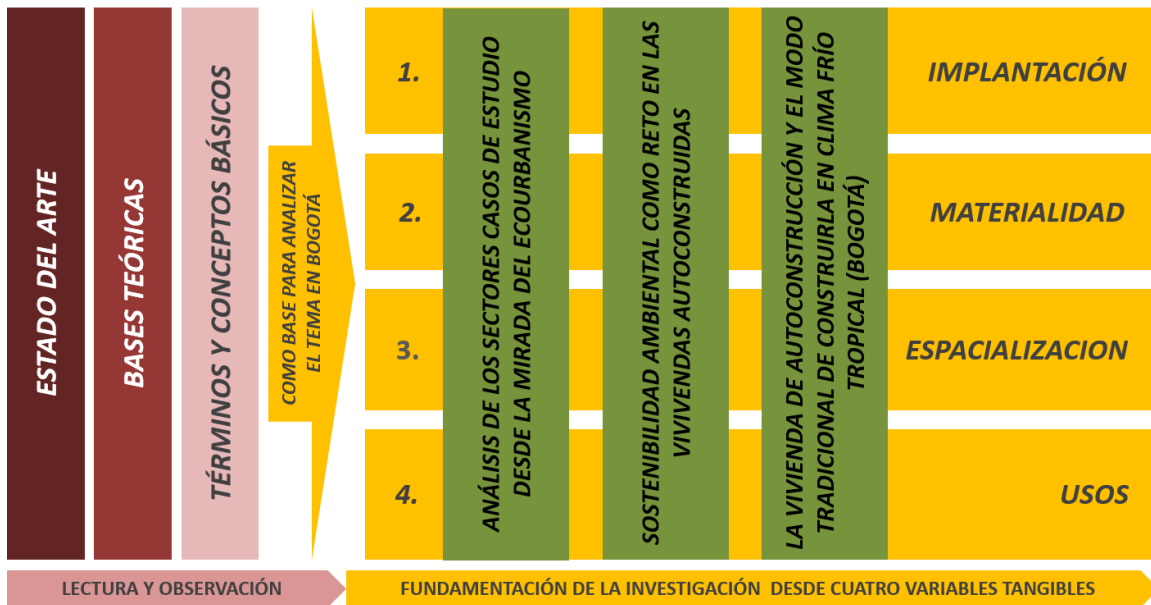 ESTADO DEL ARTE
BASES TEÓRICAS
TÉRMINOS Y CONCEPTOS BÁSICOS
COMO BASE PARA ANALIZAR
EL TEMA EN BOGOTÁ
1.
2.
3.
4.
ANÁLISIS DE LOS SECTORES CASOS DE ESTUDIO
DESDE LA MIRADA DEL ECOURBANISMO
SOSTENIBILIDAD AMBIENTAL COMO RETO EN LAS
VIVIVENDAS AUTOCONSTRUIDAS
LA VIVIENDA DE AUTOCONSTRUCCIÓN Y EL MODO
TRADICIONAL DE CONSTRUIRLA EN CLIMA FRÍO
TROPICAL (BOGOTÁ)
IMPLANTACIÓN
MATERIALIDAD
ESPACIALIZACION
USOS
LECTURA Y OBSERVACIÓN
FUNDAMENTACIÓN DE LA INVESTIGACIÓN DESDE CUATRO VARIABLES TANGIBLES